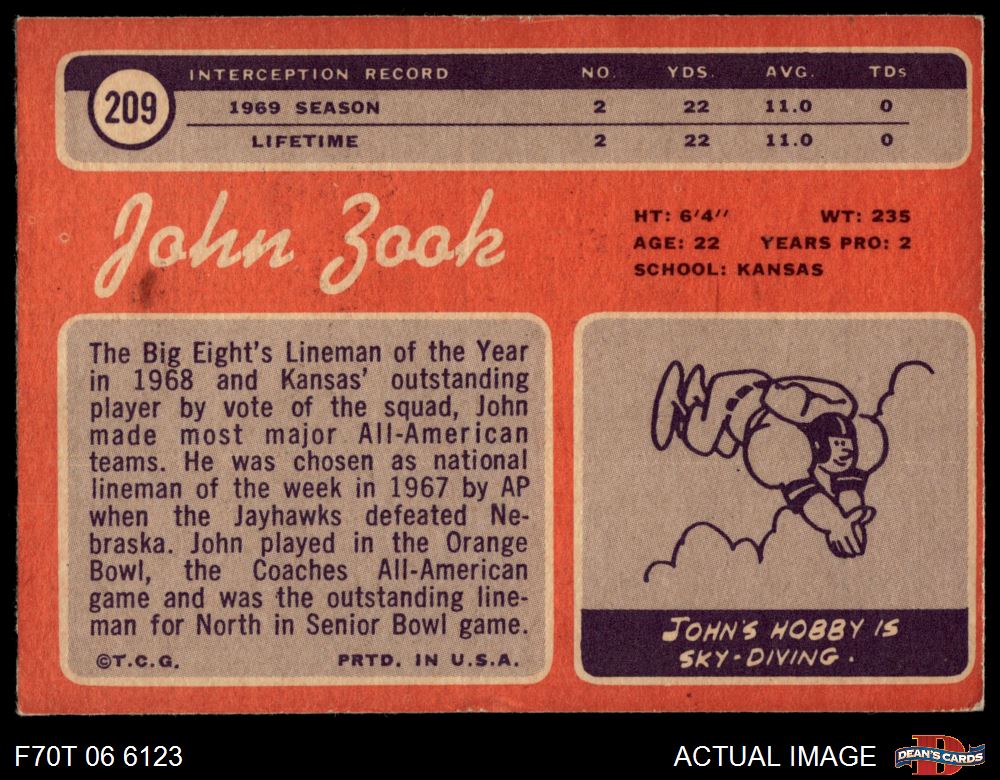 209
INTERCEPTION RECORD NO. YDS. AVG. TDs
1969 SEASON 2 22 11.0 0
LIFETIME 2 22 11.0 0
John Zook
HT: 6'4'' WT: 235
AGE: 22 YEARS PRO: 2
SCHOOL: KANSAS
The Big Eight's Lineman of the Year
in 1968 and Kansas' outstanding
player by vote of the squad, John
made most major All-American
teams. He was chosen as national
lineman of the week in 1967 by AP
when the Jayhawks defeated Ne-
braska. John played in the Orange
Bowl, the Coaches All-American
game and was the outstanding line-
man for North in Senior Bowl game.
©T.C.G. PRTD. IN U.S.A.
JOHN'S HOBBY IS
SKY-DIVING.
F70T 06 6123
ACTUAL IMAGE
DEAN'S CARDS